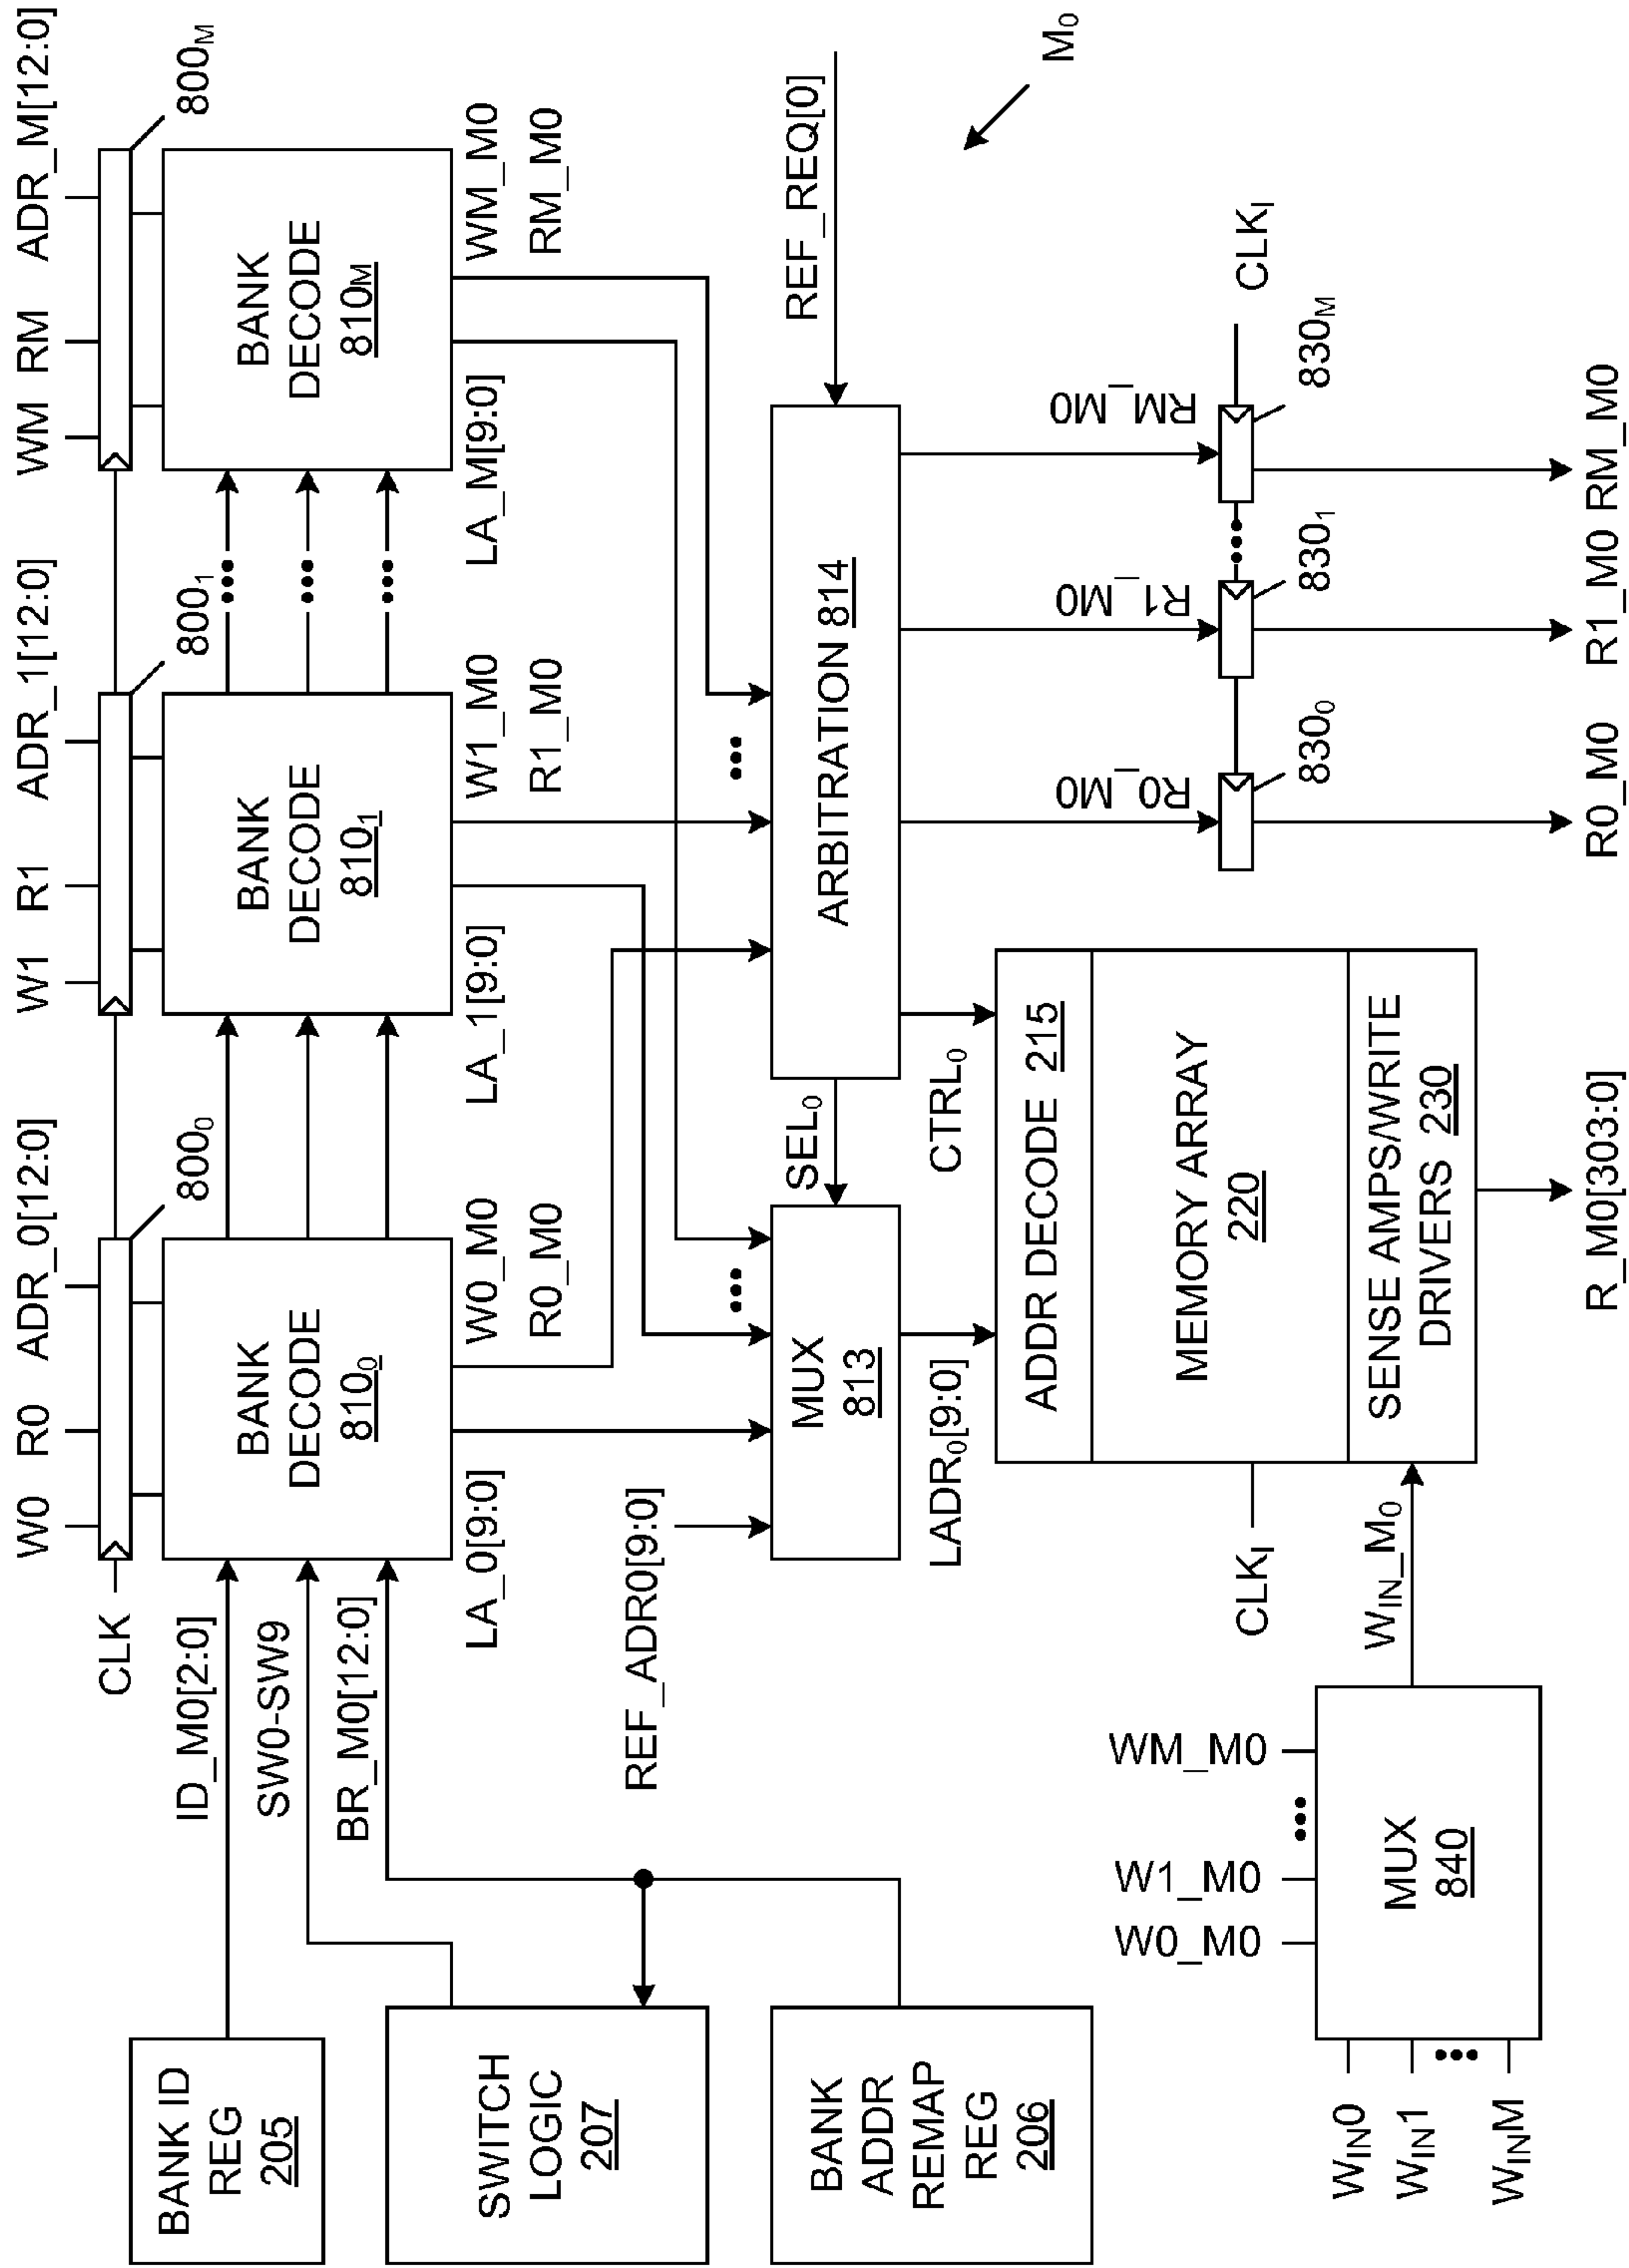 W0 R0 ADR_0[12:0]
W1 R1 ADR_1[12:0]
WM RM ADR_M[12:0]
CLK
800₀
800₁
800M
BANK ID
REG
205
ID_M0[2:0]
BANK
DECODE
810₀
BANK
DECODE
810₁
BANK
DECODE
810M
SWITCH
LOGIC
207
SW0-SW9
BR_M0[12:0]
LA_0[9:0]
W0_M0
R0_M0
LA_1[9:0]
W1_M0
R1_M0
LA_M[9:0]
WM_M0
RM_M0
BANK
ADDR
REMAP
REG
206
REF_ADR0[9:0]
MUX
813
SEL₀
ARBITRATION 814
REF_REQ[0]
LADR₀[9:0]
CTRL₀
R0_M0
R1_M0
RM_M0
M₀
ADDR DECODE 215
MEMORY ARRAY
220
SENSE AMPS/WRITE
DRIVERS 230
CLKI
CLKI
830₀
830₁
830M
W0_M0
W1_M0
WM_M0
WIN0
WIN1
WINM
MUX
840
WIN_M₀
R_M0[303:0]
R0_M0
R1_M0
RM_M0